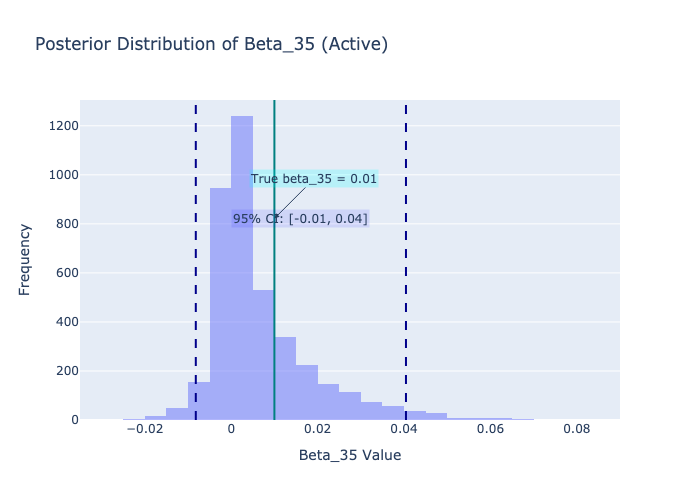 Posterior Distribution of Beta_35 (Active)
1200
1000
800
600
400
200
0
Frequency
True beta_35 = 0.01
95% CI: [-0.01, 0.04]
−0.02
0
0.02
0.04
0.06
0.08
Beta_35 Value